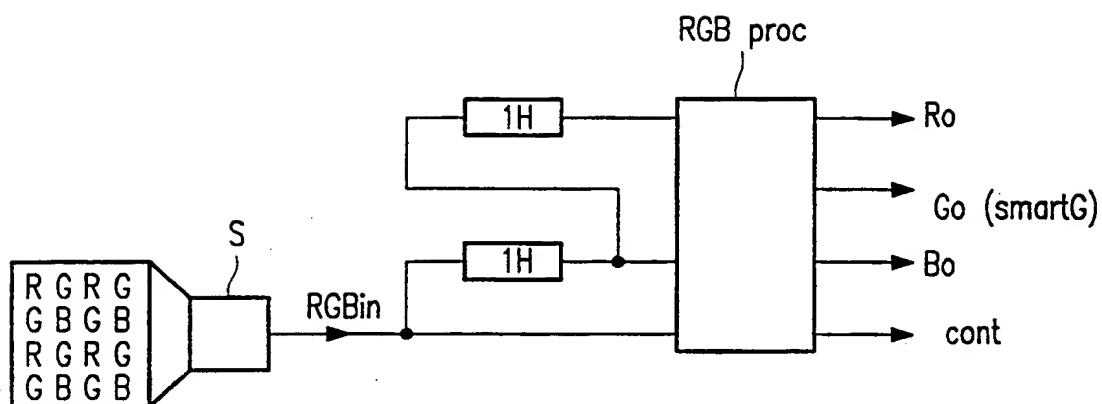 RGB proc
1H
Ro
Go (smartG)
S
1H
Bo
RGBin
cont
R G R G
G B G B
R G R G
G B G B